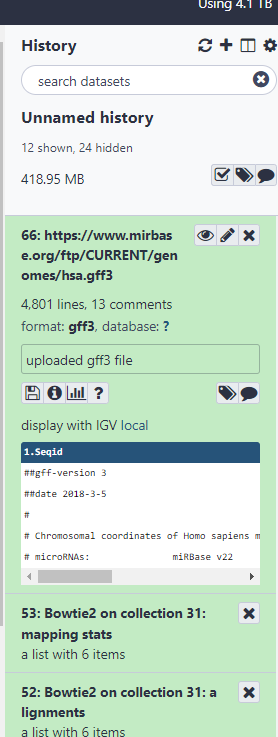 Using 4.1 TB
History
search datasets
Unnamed history
12 shown, 24 hidden
418.95 MB
66: https://www.mirbas
e.org/ftp/CURRENT/gen
omes/hsa.gff3
4,801 lines, 13 comments
format: gff3, database: ?
uploaded gff3 file
display with IGV local
1.Seqid
##gff-version 3
##date 2018-3-5
#
# Chromosomal coordinates of Homo sapiens m
# microRNAs: miRBase v22
53: Bowtie2 on collection 31:
mapping stats
a list with 6 items
52: Bowtie2 on collection 31: a
lignments
a list with 6 items